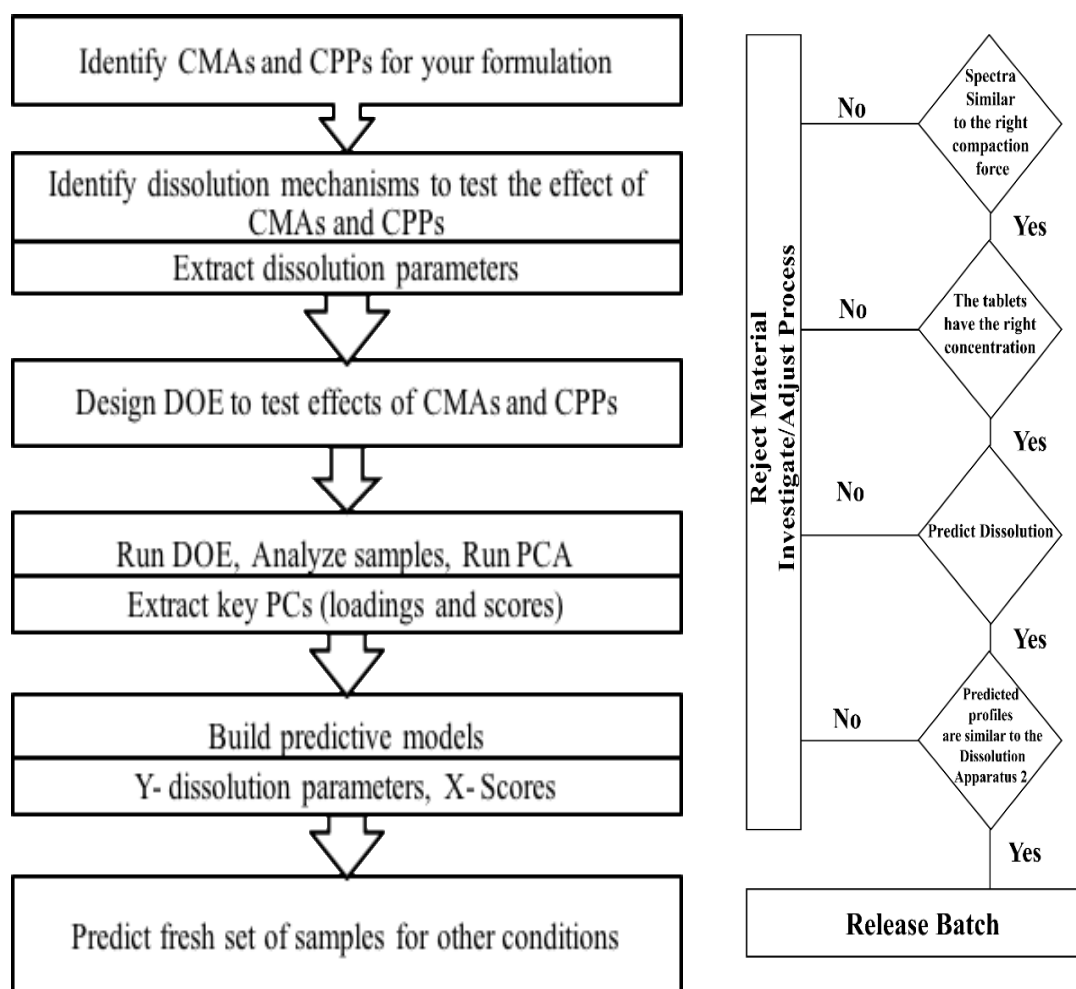 Identify CMAs and CPPs for your formulation
Identify dissolution mechanisms to test the effect of
CMAs and CPPs
Extract dissolution parameters
Design DOE to test effects of CMAs and CPPs
Run DOE, Analyze samples, Run PCA
Extract key PCs (loadings and scores)
Build predictive models
Y- dissolution parameters, X- Scores
Predict fresh set of samples for other conditions
Reject Material
Investigate/Adjust Process
Spectra
Similar
to the right
compaction
force
No
Yes
The tablets
have the right
concentration
No
Yes
Predict Dissolution
No
Yes
Predicted
profiles
are similar to the
Dissolution
Apparatus 2
No
Yes
Release Batch